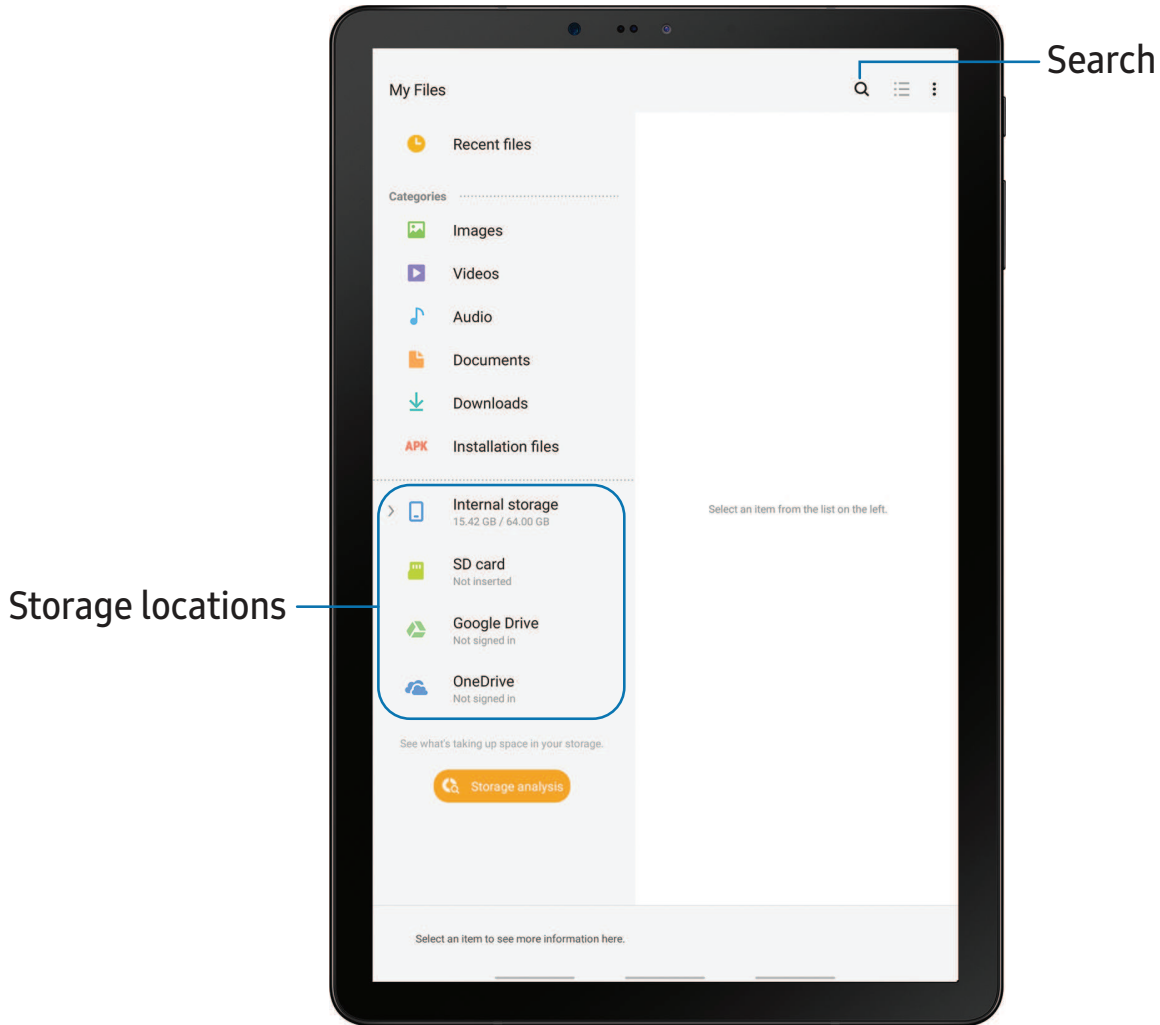 Search
My Files
Recent files
Categories
Images
Videos
Audio
Documents
Downloads
APK Installation files
Internal storage
15.42 GB / 64.00 GB
Select an item from the list on the left.
SD card
Not inserted
Storage locations
Google Drive
Not signed in
OneDrive
Not signed in
See what's taking up space in your storage.
Storage analysis
Select an item to see more information here.